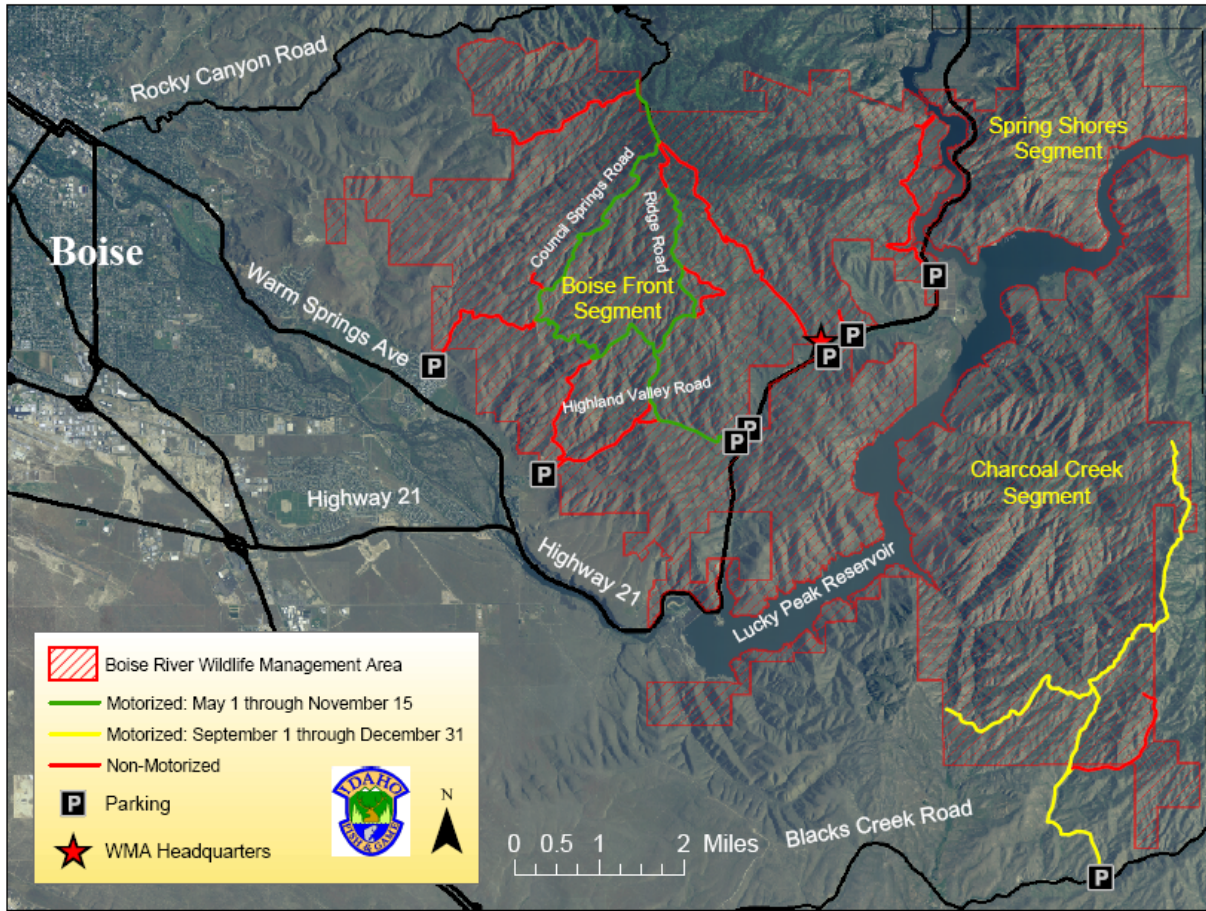 Rocky Canyon Road
Spring Shores
Segment
Council Springs Road
Ridge Road
Boise
Boise Front
Segment
Warm Springs Ave
P
P
P
P
Highland Valley Road
P
P
P
Charcoal Creek
Segment
Highway 21
Highway 21
Lucky Peak Reservoir
Boise River Wildlife Management Area
Motorized: May 1 through November 15
Motorized: September 1 through December 31
Non-Motorized
P Parking
WMA Headquarters
IDAHO
FISH & GAME
N
0 0.5 1 2 Miles
Blacks Creek Road
P